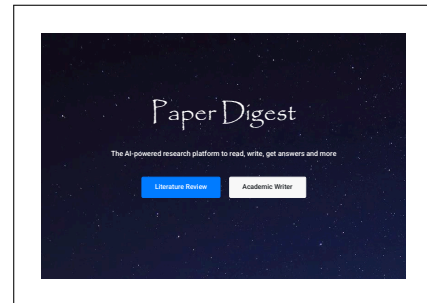 Paper Digest
The AI-powered research platform to read, write, get answers and more
Literature Review
Academic Writer